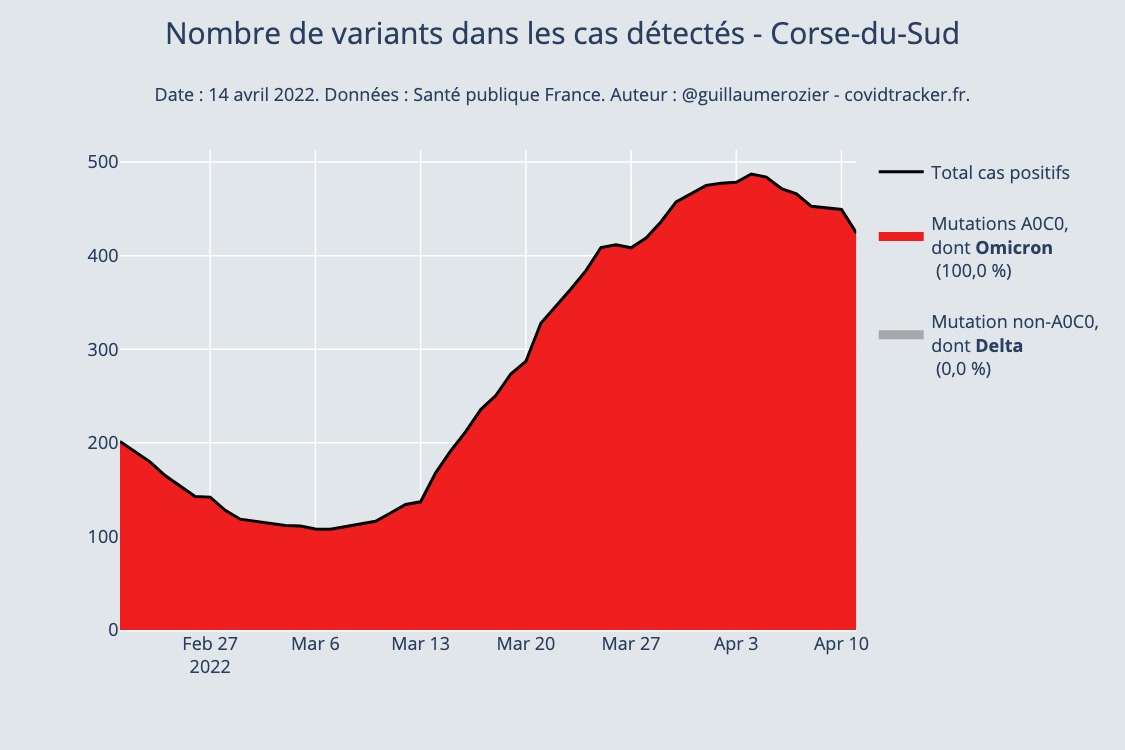 Nombre de variants dans les cas détectés - Corse-du-Sud
Date : 14 avril 2022. Données : Santé publique France. Auteur : @guillaumerozier - covidtracker.fr.
500
400
300
200
100
0
Feb 27
2022
Mar 6
Mar 13
Mar 20
Mar 27
Apr 3
Apr 10
Total cas positifs
Mutations A0C0,
dont Omicron
(100,0 %)
Mutation non-A0C0,
dont Delta
(0,0 %)